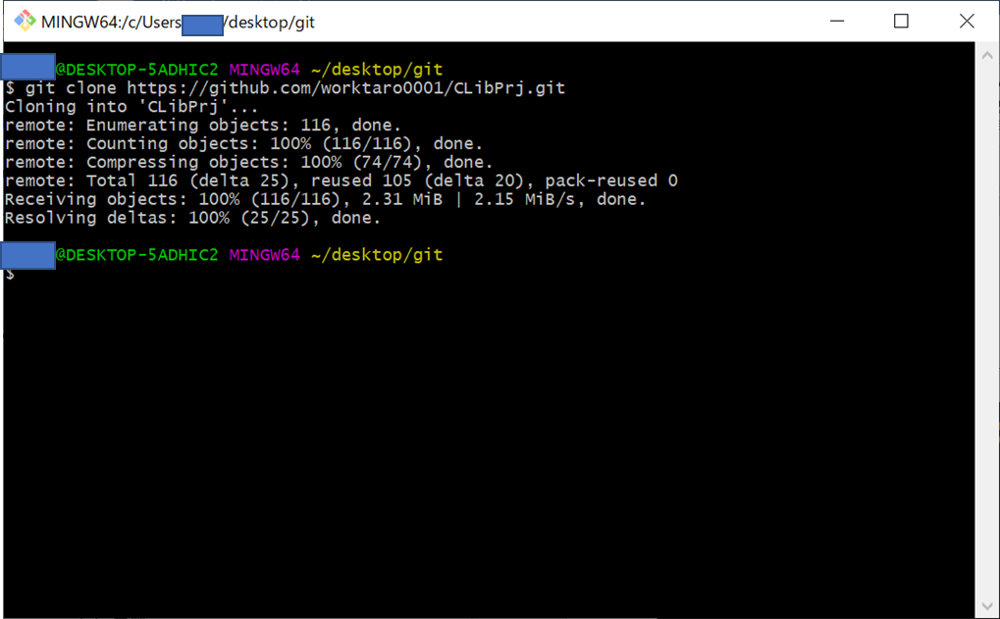 MINGW64:/c/Users /desktop/git
@DESKTOP-5ADHIC2 MINGW64 ~/desktop/git
$ git clone https://github.com/worktaro0001/CLibPrj.git
Cloning into 'CLibPrj'...
remote: Enumerating objects: 116, done.
remote: Counting objects: 100% (116/116), done.
remote: Compressing objects: 100% (74/74), done.
remote: Total 116 (delta 25), reused 105 (delta 20), pack-reused 0
Receiving objects: 100% (116/116), 2.31 MiB | 2.15 MiB/s, done.
Resolving deltas: 100% (25/25), done.
@DESKTOP-5ADHIC2 MINGW64 ~/desktop/git
$